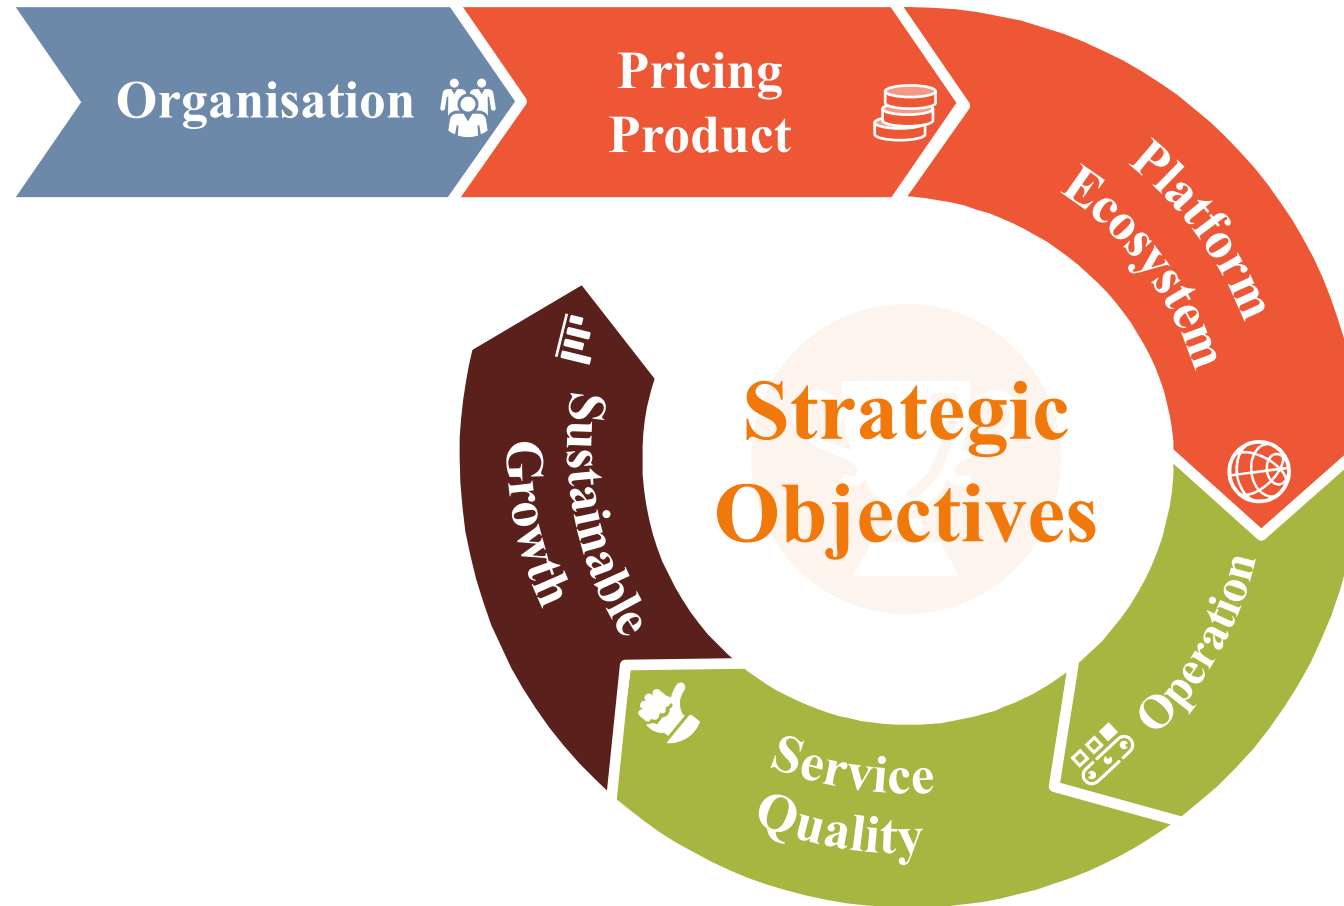 Organisation
Pricing
Product
Platform
Ecosystem
Operation
Service
Quality
Sustainable
Growth
Strategic
Objectives